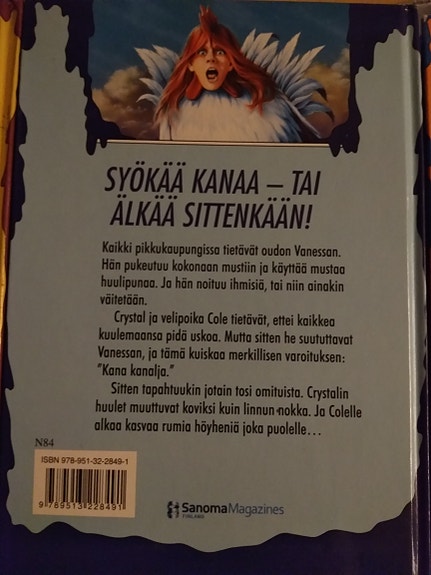 SYÖKÄÄ KANAA – TAI
ÄLKÄÄ SITTENKÄÄN!
Kaikki pikkukaupungissa tietävät oudon Vanessan.
Hän pukeutuu kokonaan mustiin ja käyttää mustaa
huulipunaa. Ja hän noituu ihmisiä, tai niin ainakin
väitetään.
Crystal ja velipoika Cole tietävät, ettei kaikkea
kuulemaansa pidä uskoa. Mutta sitten he suututtavat
Vanessan, ja tämä kuiskaa merkillisen varoituksen:
"Kana kanalja."
Sitten tapahtuukin jotain tosi omituista. Crystalin
huulet muuttuvat koviksi kuin linnun nokka. Ja Colelle
alkaa kasvaa rumia höyheniä joka puolelle...
N84
ISBN 978-951-32-2849-1
9 789513 228491
SanomaMagazines
FINLAND